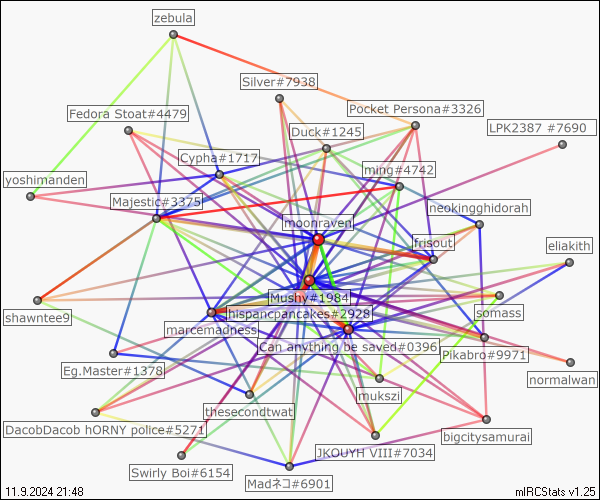 zebula
Silver#7938
Fedora Stoat#4479
Pocket Persona#3326
LPK2387 #7690
Duck#1245
Cypha#1717
ming#4742
yoshimanden
Majestic#3375
neokingghidorah
moonraven
frisout
eliakith
Mushy#1984
somass
shawntee9
hispancpancakes#2928
marcemadness
Can anything be saved#0396
Pikabro#9971
Eg.Master#1378
normalwan
mukszi
thesecondtwat
DacobDacob hORNY police#5271
bigcitysamurai
JKOUYH VIII#7034
Swirly Boi#6154
Madネコ#6901
11.9.2024 21:48
mIRCStats v1.25